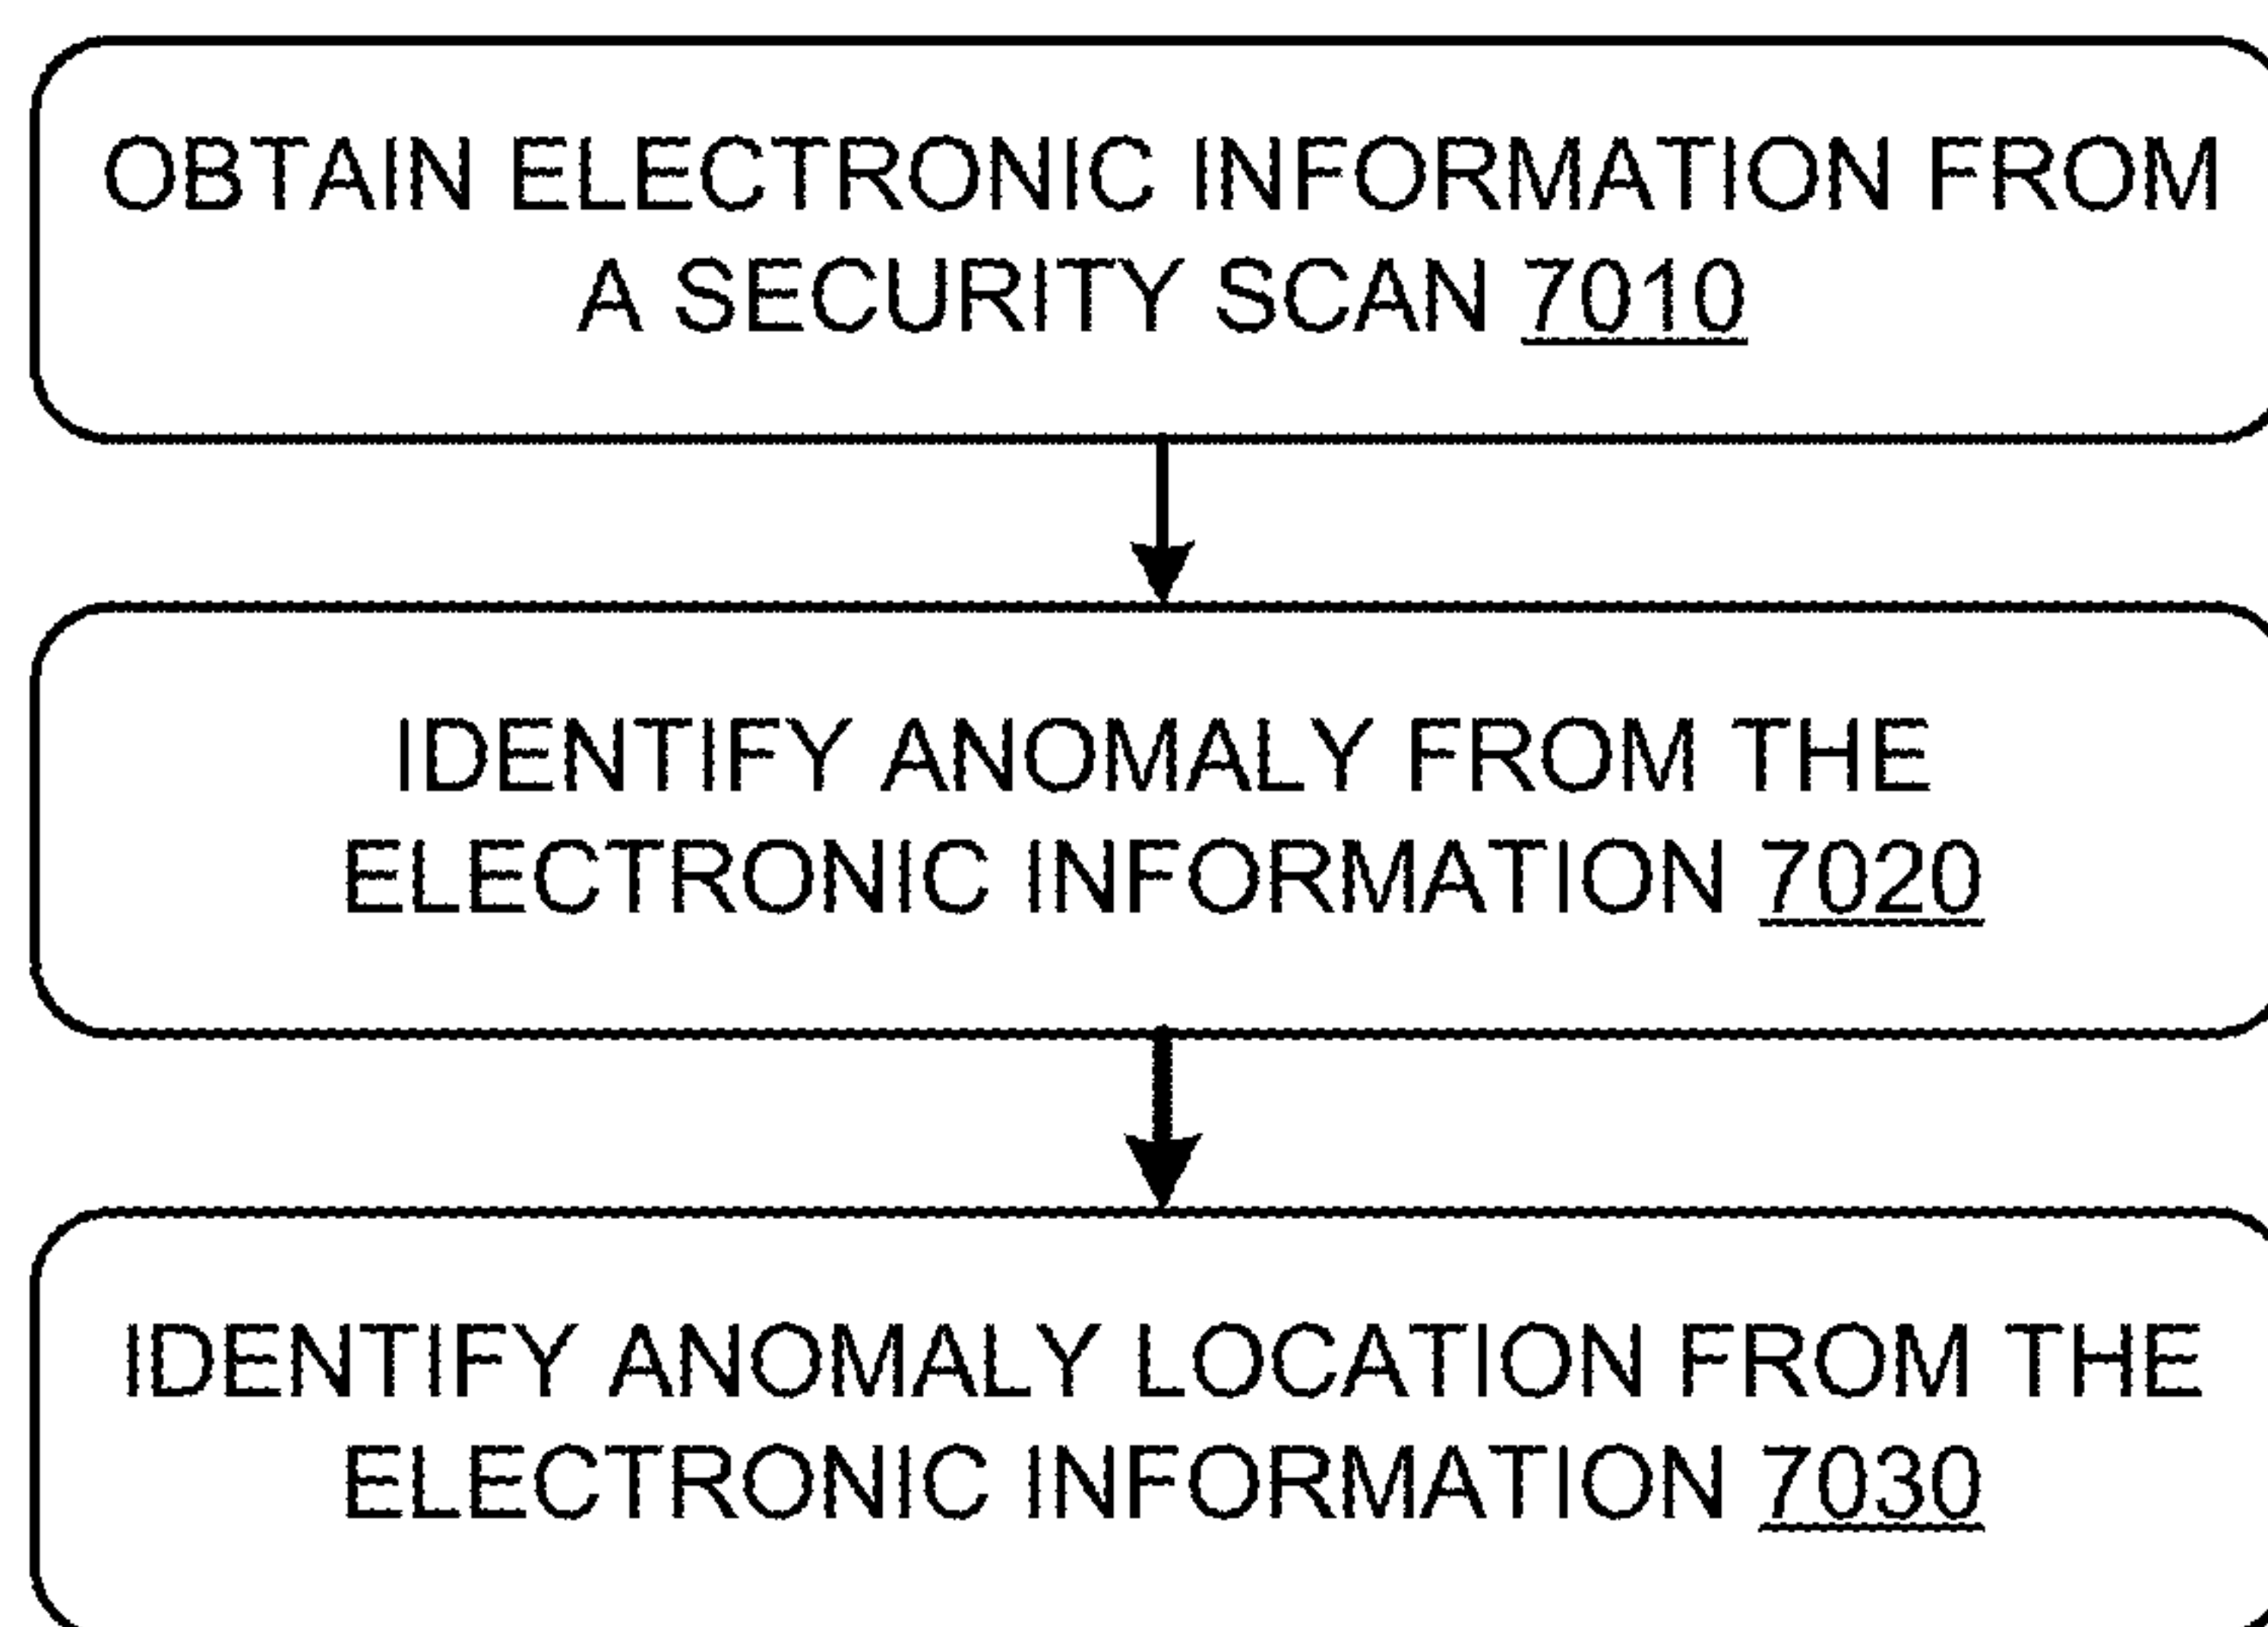 OBTAIN ELECTRONIC INFORMATION FROM
A SECURITY SCAN 7010
IDENTIFY ANOMALY FROM THE
ELECTRONIC INFORMATION 7020
IDENTIFY ANOMALY LOCATION FROM THE
ELECTRONIC INFORMATION 7030